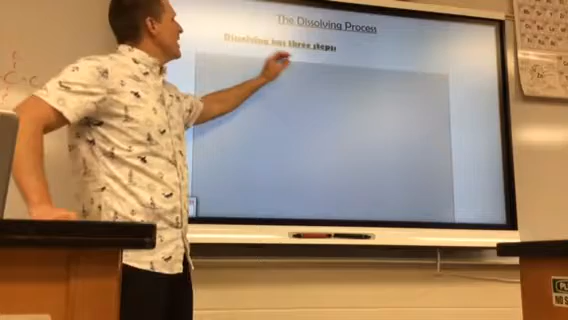 The Dissolving Process
Dissolving has three steps